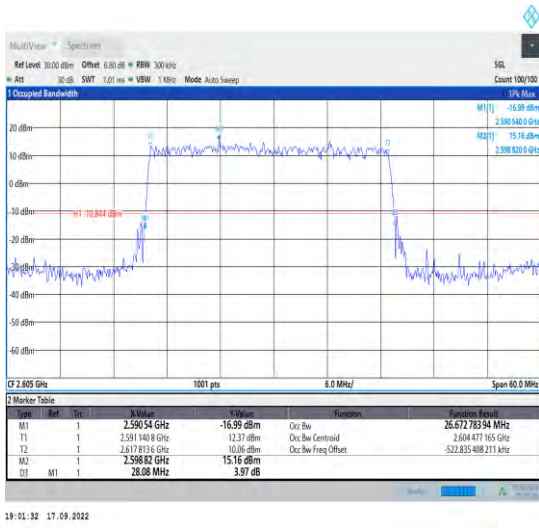 MultiView Spectrum
Ref Level 30.00 dBm Offset 6.80 dB RBW 300 kHz SGL
Att 30 dB SWT 1.01 ms VBW 1 MHz Mode Auto Sweep Count 100/100
1 Occupied Bandwidth 1Pk Max
M1[1] -16.99 dBm
2.590 540 0 GHz
M2[1] 15.16 dBm
2.598 820 0 GHz
20 dBm
10 dBm
0 dBm
-10 dBm
H1 -10.844 dBm
-20 dBm
-40 dBm
-50 dBm
-60 dBm
CF 2.605 GHz 1001 pts 6.0 MHz/ Span 60.0 MHz
2 Marker Table
Type Ref Trc X-Value Y-Value Function Function Result
M1 1 2.590 54 GHz -16.99 dBm Occ Bw 26.672 783 94 MHz
T1 1 2.591 140 8 GHz 12.37 dBm Occ Bw Centroid 2.604 477 165 GHz
T2 1 2.617 813 6 GHz 10.06 dBm Occ Bw Freq Offset -522.835 408 211 kHz
M2 1 2.598 82 GHz 15.16 dBm
D3 M1 1 28.08 MHz 3.97 dB
19:01:32 17.09.2022